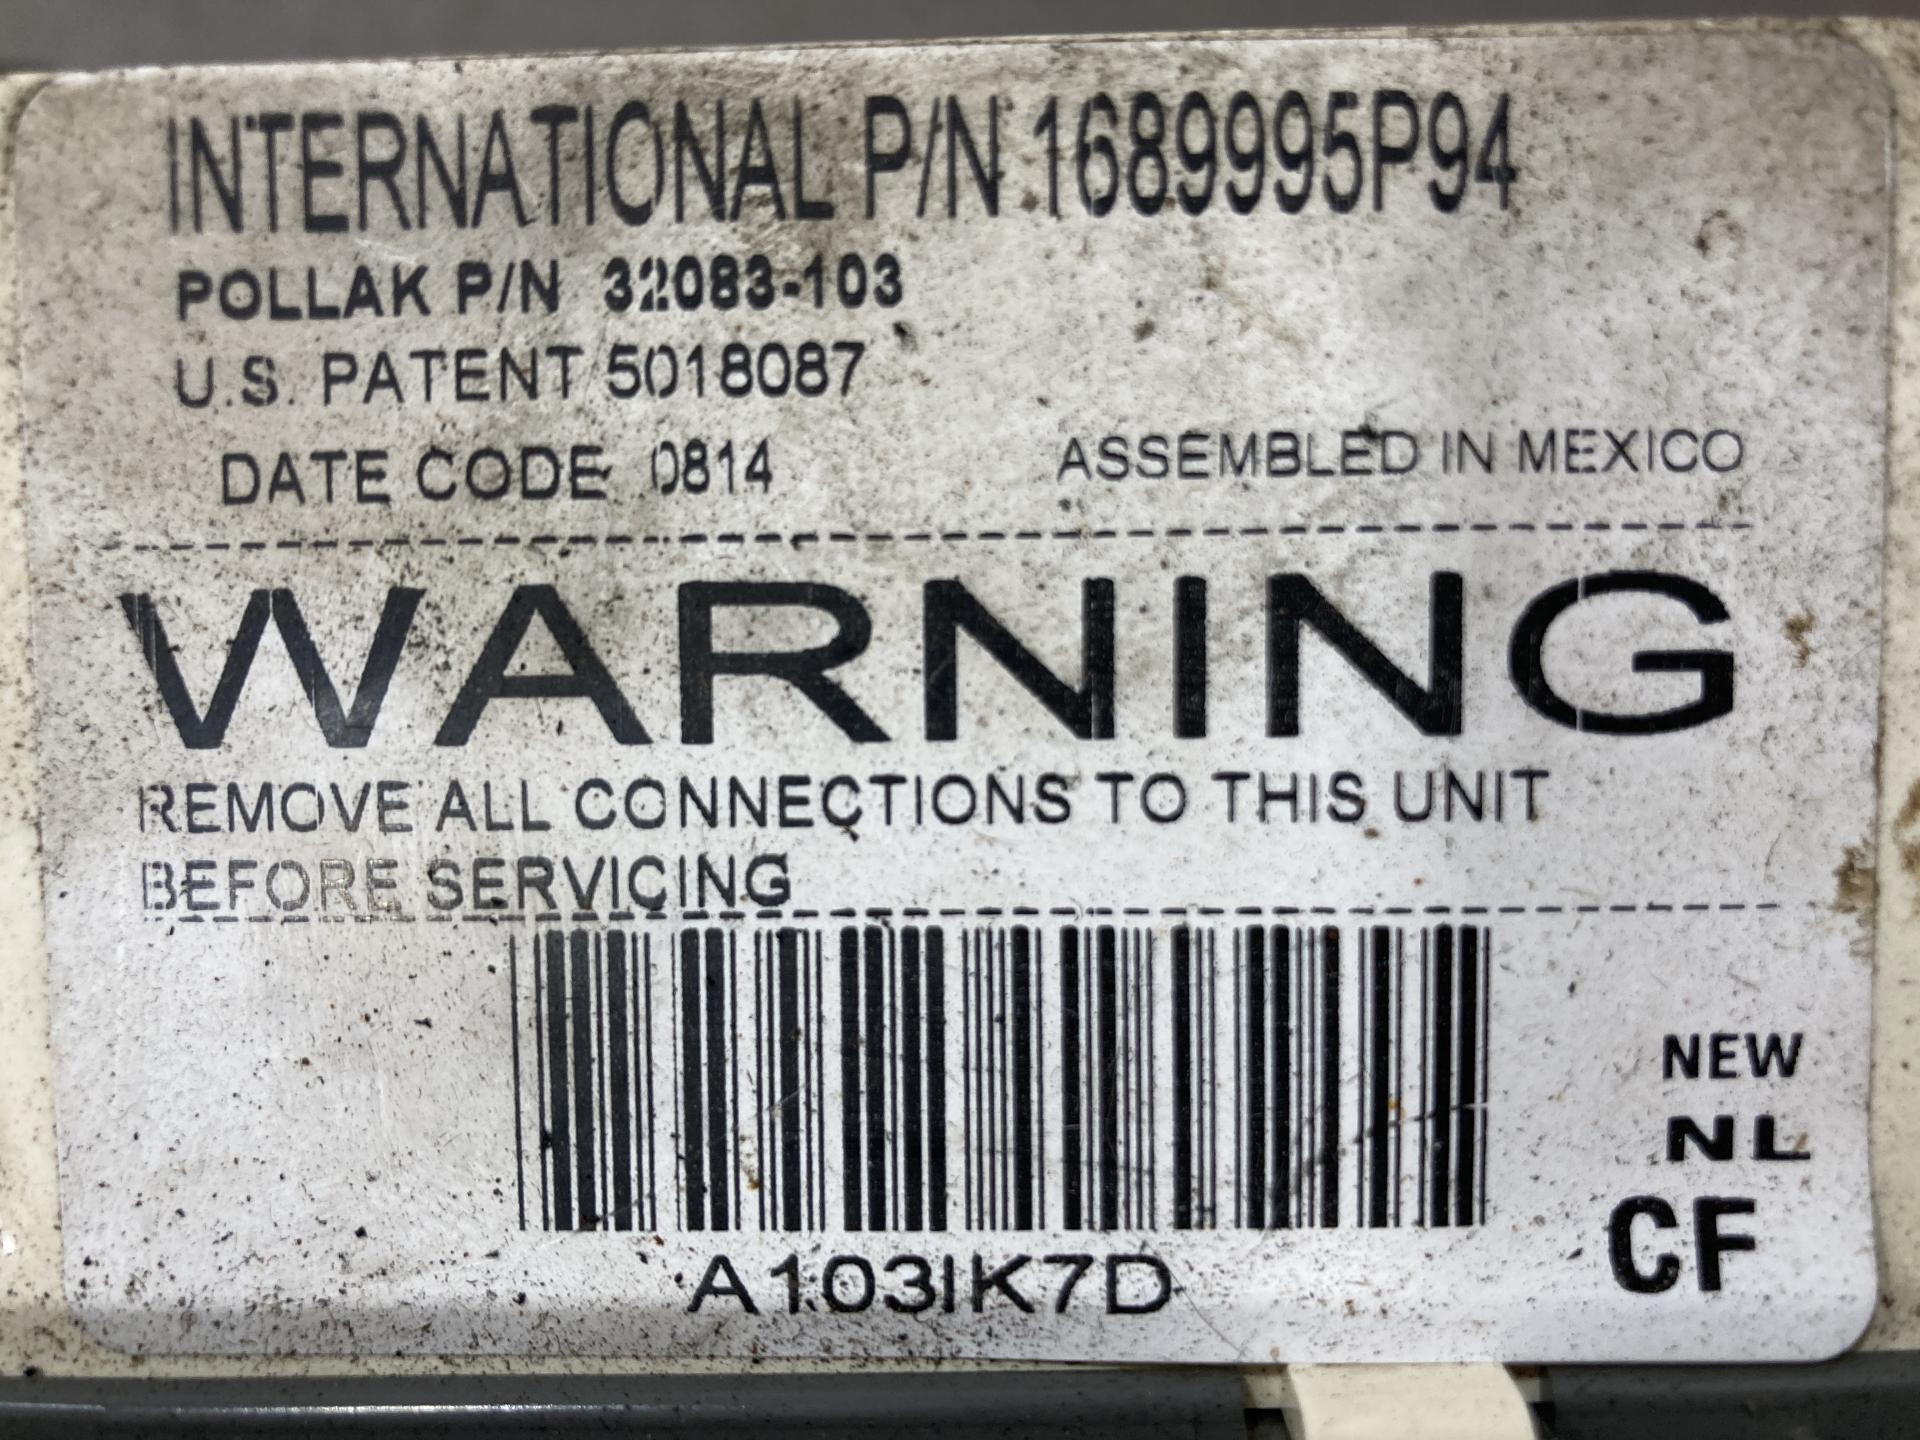 INTERNATIONAL P/N 1689995P94
POLLAK P/N 32083-103
U.S. PATENT 5018087
DATE CODE 0814 ASSEMBLED IN MEXICO
WARNING
REMOVE ALL CONNECTIONS TO THIS UNIT
BEFORE SERVICING
NEW
NL
CF
A103IK7D